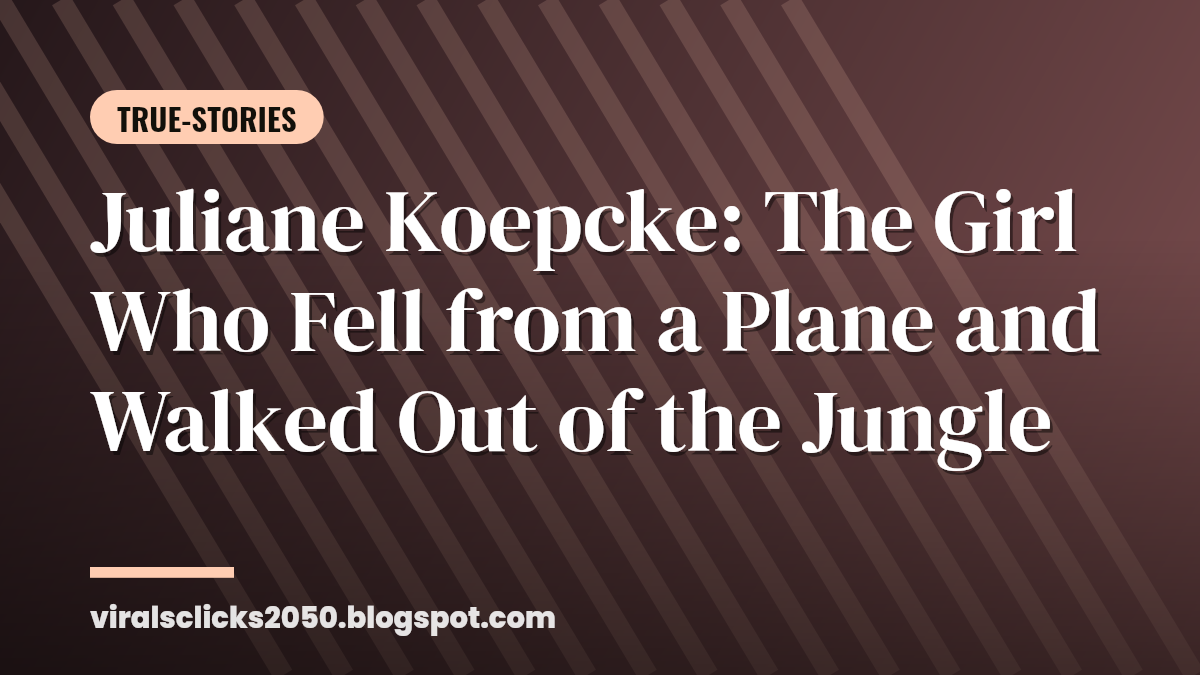 TRUE-STORIES
Juliane Koepcke: The Girl
Who Fell from a Plane and
Walked Out of the Jungle
viralsclicks2050.blogspot.com